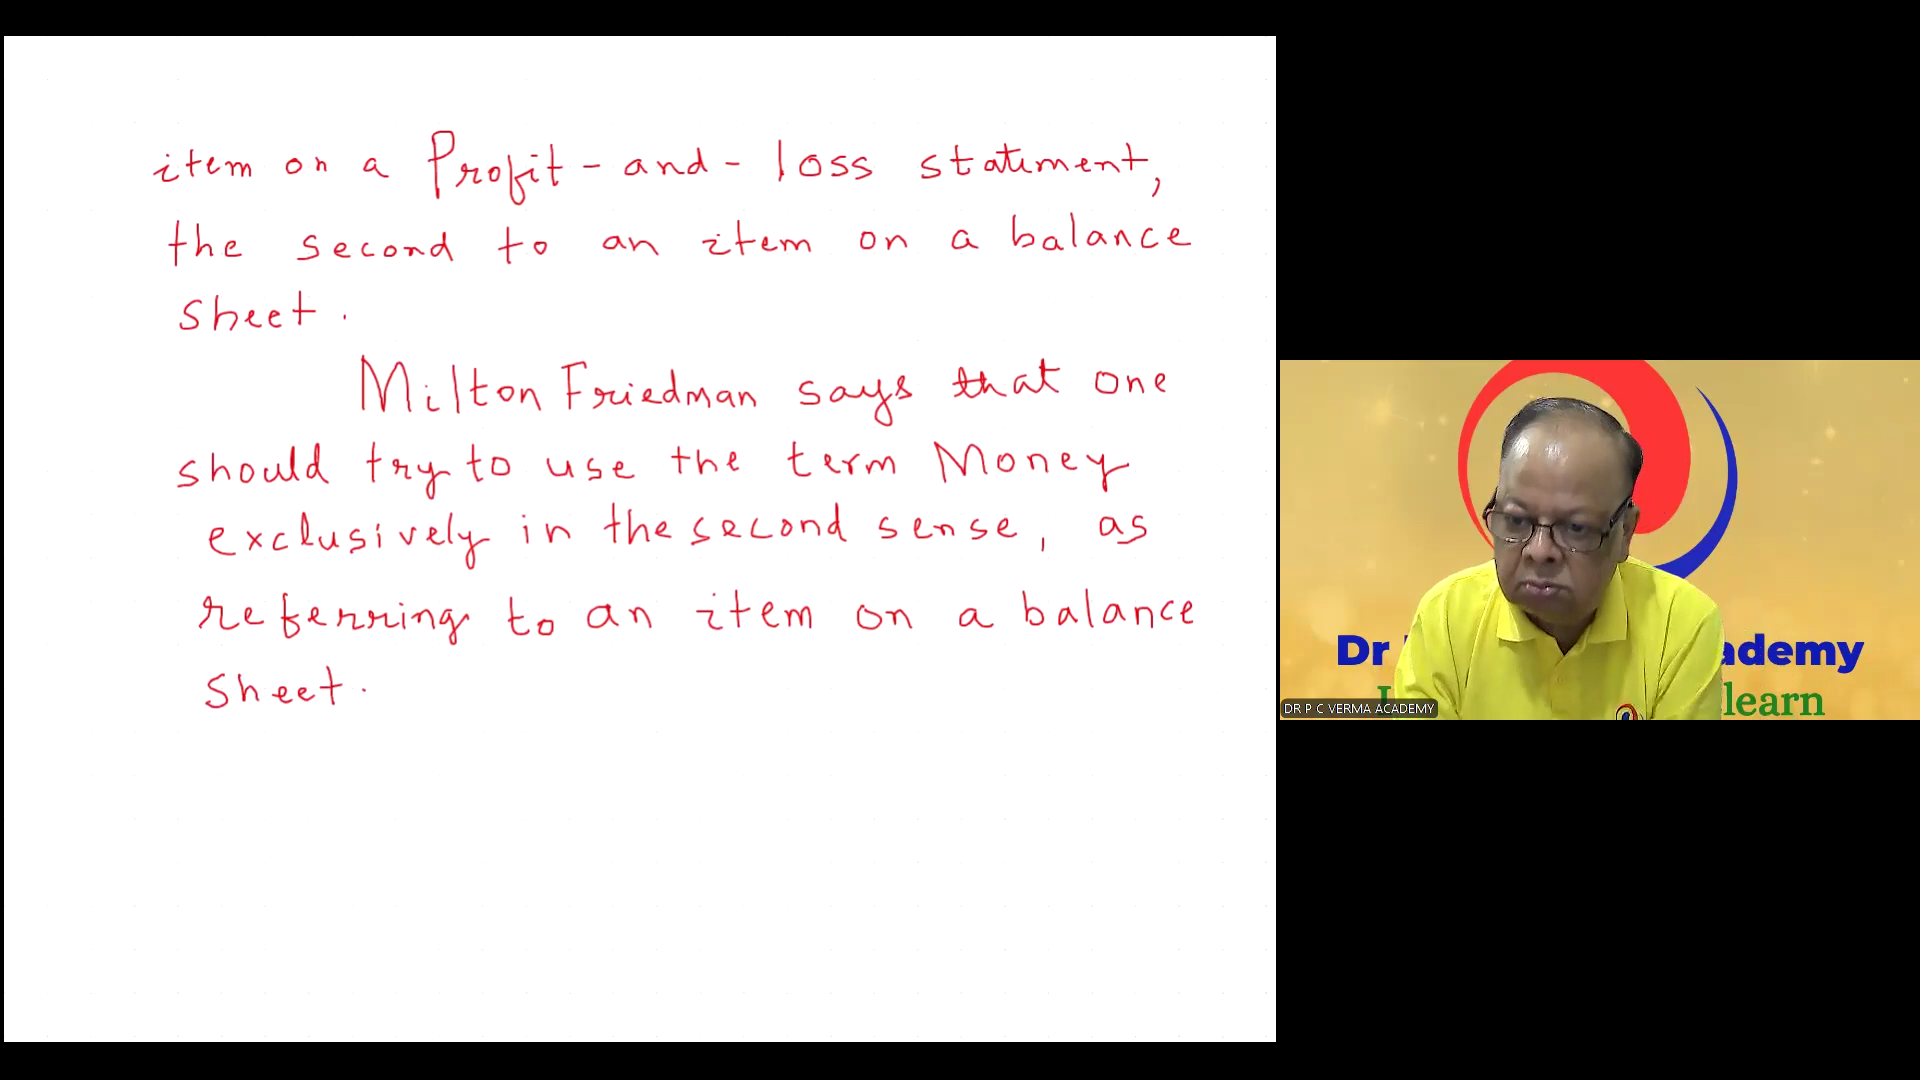 item on a Profit-and-loss statement,
the second to an item on a balance
sheet.
Milton Friedman says that one
should try to use the term Money
exclusively in the second sense, as
referring to an item on a balance
sheet.
Dr ademy
learn
DR P C VERMA ACADEMY